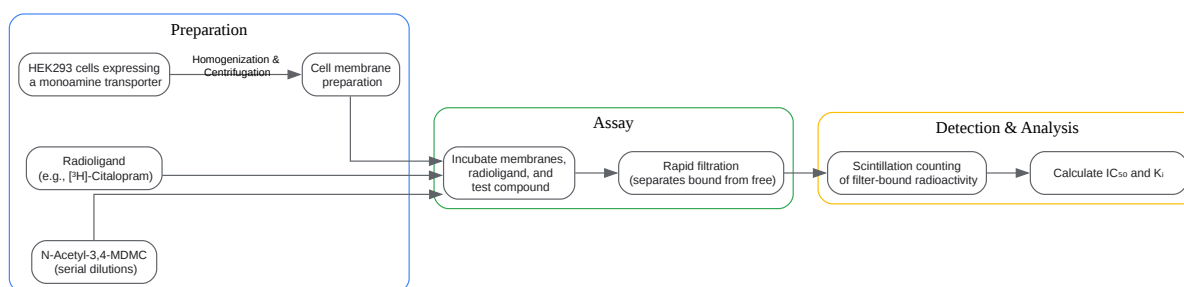 Preparation
HEK293 cells expressing
a monoamine transporter
Homogenization &
Centrifugation
Cell membrane
preparation
Radioligand
(e.g., [³H]-Citalopram)
N-Acetyl-3,4-MDMC
(serial dilutions)
Assay
Incubate membranes,
radioligand, and
test compound
Rapid filtration
(separates bound from free)
Detection & Analysis
Scintillation counting
of filter-bound radioactivity
Calculate IC₅₀ and Kᵢ